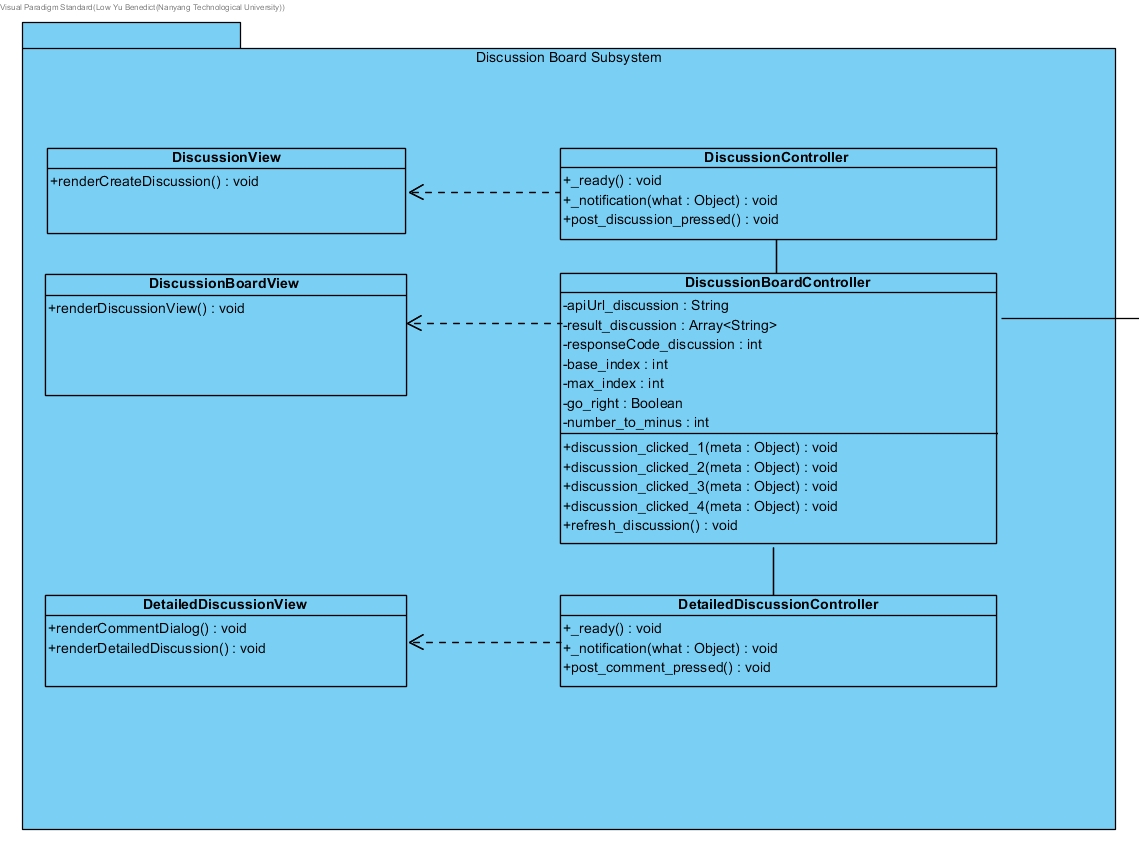 Visual Paradigm Standard(Low Yu Benedict(Nanyang Technological University))
Discussion Board Subsystem
DiscussionView
+renderCreateDiscussion() : void
DiscussionController
+_ready() : void
+_notification(what : Object) : void
+post_discussion_pressed() : void
DiscussionBoardView
+renderDiscussionView() : void
DiscussionBoardController
-apiUrl_discussion : String
-result_discussion : Array<String>
-responseCode_discussion : int
-base_index : int
-max_index : int
-go_right : Boolean
-number_to_minus : int
+discussion_clicked_1(meta : Object) : void
+discussion_clicked_2(meta : Object) : void
+discussion_clicked_3(meta : Object) : void
+discussion_clicked_4(meta : Object) : void
+refresh_discussion() : void
DetailedDiscussionView
+renderCommentDialog() : void
+renderDetailedDiscussion() : void
DetailedDiscussionController
+_ready() : void
+_notification(what : Object) : void
+post_comment_pressed() : void